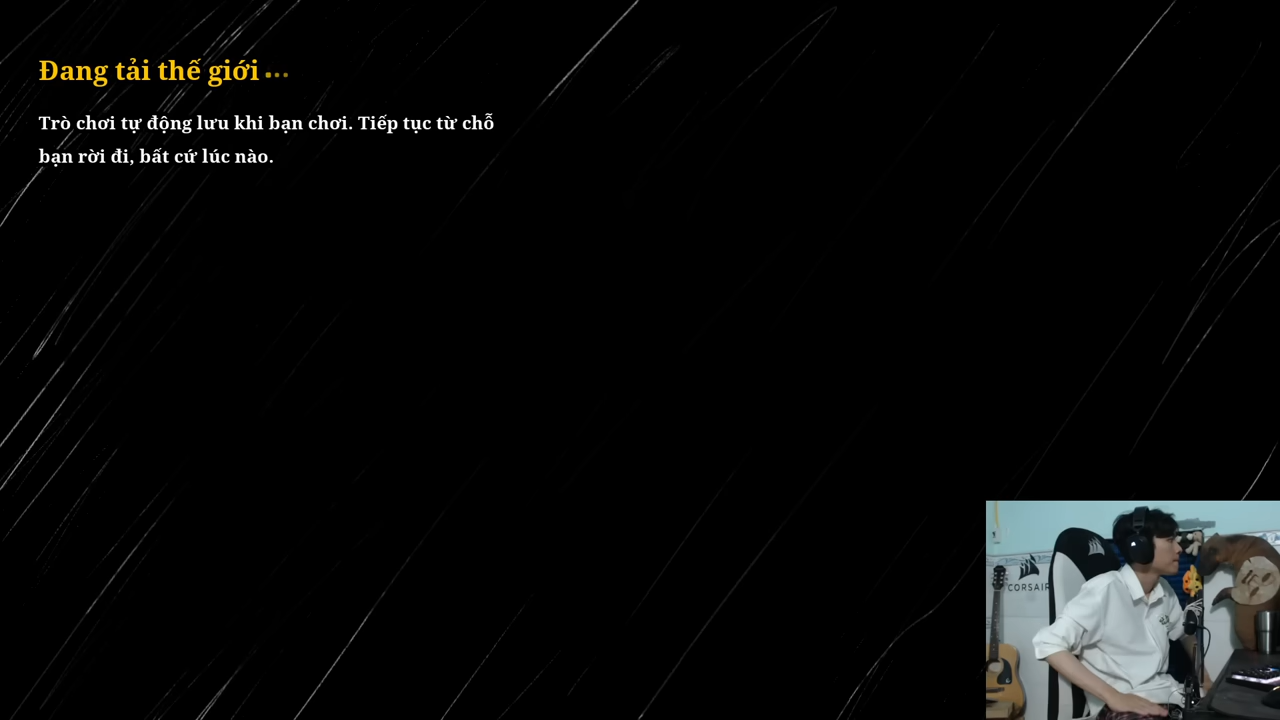 Đang tải thế giới...
Trò chơi tự động lưu khi bạn chơi. Tiếp tục từ chỗ
bạn rời đi, bất cứ lúc nào.
CORSAIR